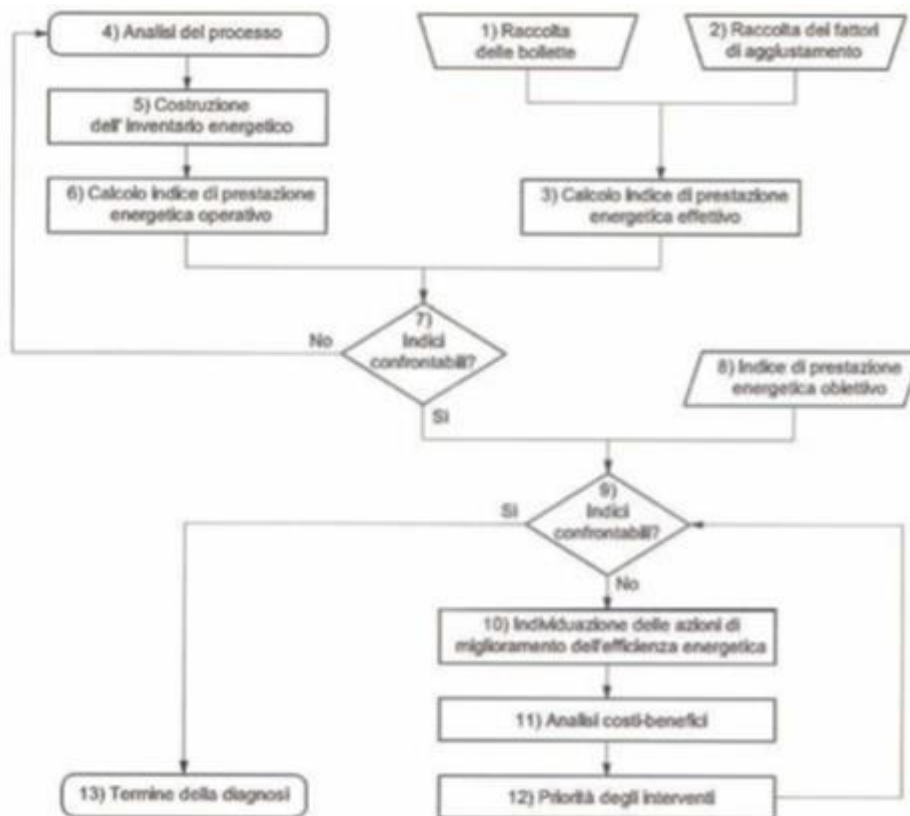 4) Analisi del processo
1) Raccolta
delle bollette
2) Raccolta dei fattori
di aggiustamento
5) Costruzione
dell' inventario energetico
6) Calcolo indice di prestazione
energetica operativo
3) Calcolo indice di prestazione
energetica effettivo
7)
Indici
confrontabili?
No
Sì
8) Indice di prestazione
energetica obiettivo
9)
Indici
confrontabili?
Sì
No
10) Individuazione delle azioni di
miglioramento dell'efficienza energetica
11) Analisi costi-benefici
12) Priorità degli interventi
13) Termine della diagnosi